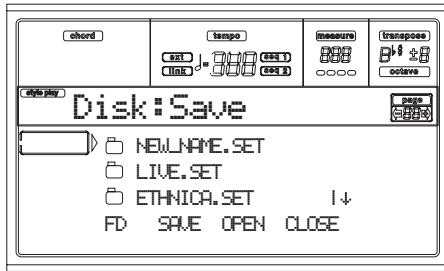 chord tempo measure transpose
ext seq 1
link seq 2
octave
style play Disk:Save page
NEW_NAME.SET
LIVE.SET
ETHNICA.SET
FD SAVE OPEN CLOSE